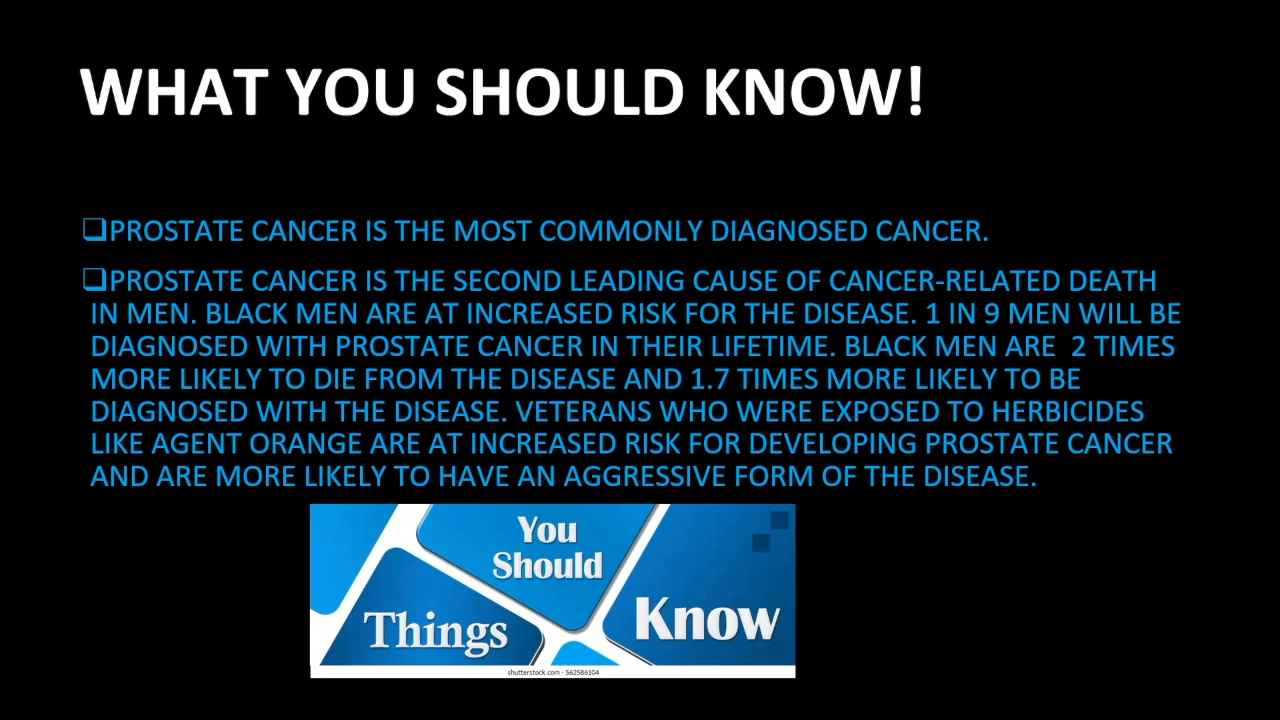 WHAT YOU SHOULD KNOW!
❑PROSTATE CANCER IS THE MOST COMMONLY DIAGNOSED CANCER.
❑PROSTATE CANCER IS THE SECOND LEADING CAUSE OF CANCER-RELATED DEATH
IN MEN. BLACK MEN ARE AT INCREASED RISK FOR THE DISEASE. 1 IN 9 MEN WILL BE
DIAGNOSED WITH PROSTATE CANCER IN THEIR LIFETIME. BLACK MEN ARE  2 TIMES
MORE LIKELY TO DIE FROM THE DISEASE AND 1.7 TIMES MORE LIKELY TO BE
DIAGNOSED WITH THE DISEASE. VETERANS WHO WERE EXPOSED TO HERBICIDES
LIKE AGENT ORANGE ARE AT INCREASED RISK FOR DEVELOPING PROSTATE CANCER
AND ARE MORE LIKELY TO HAVE AN AGGRESSIVE FORM OF THE DISEASE.
Things
You
Should
Know
shutterstock.com · 562586104